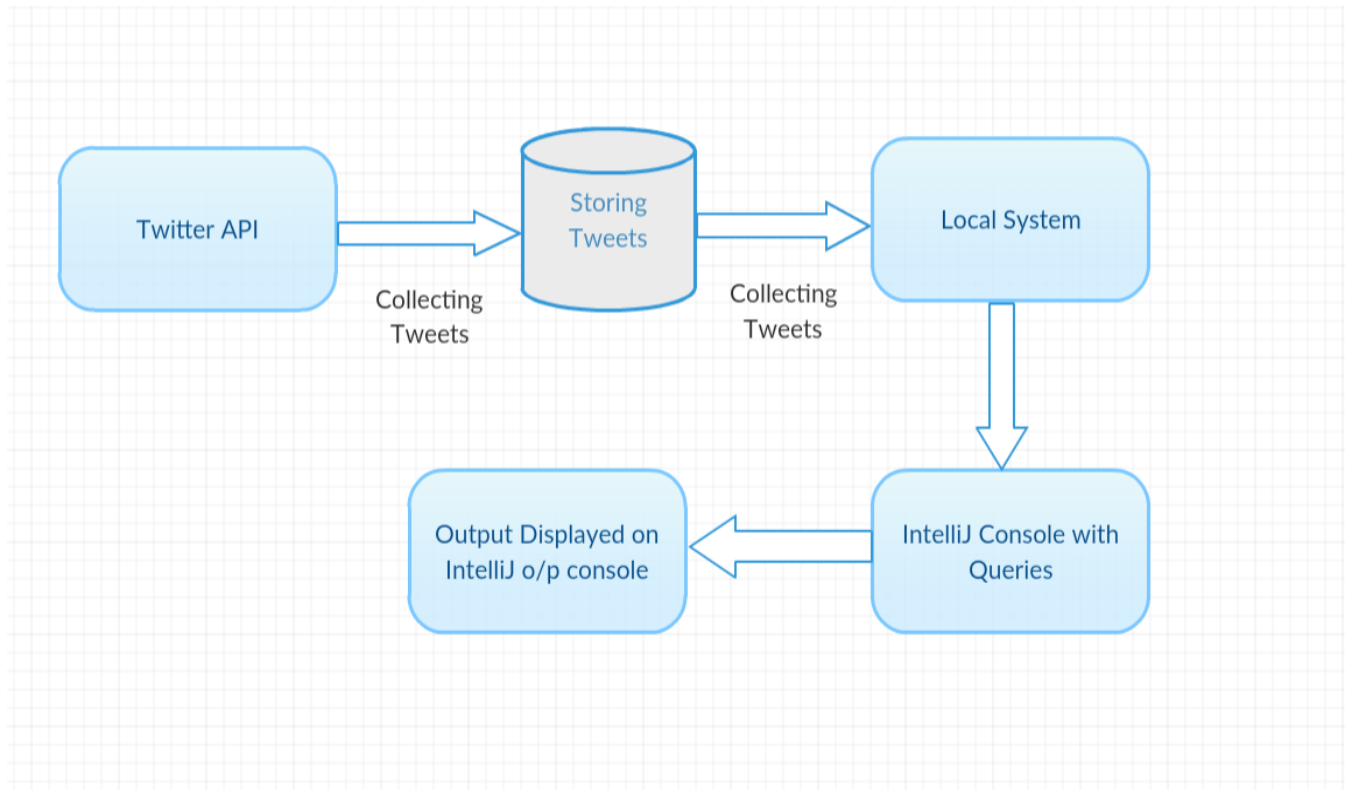 Twitter API
Collecting
Tweets
Storing
Tweets
Collecting
Tweets
Local System
IntelliJ Console with
Queries
Output Displayed on
IntelliJ o/p console